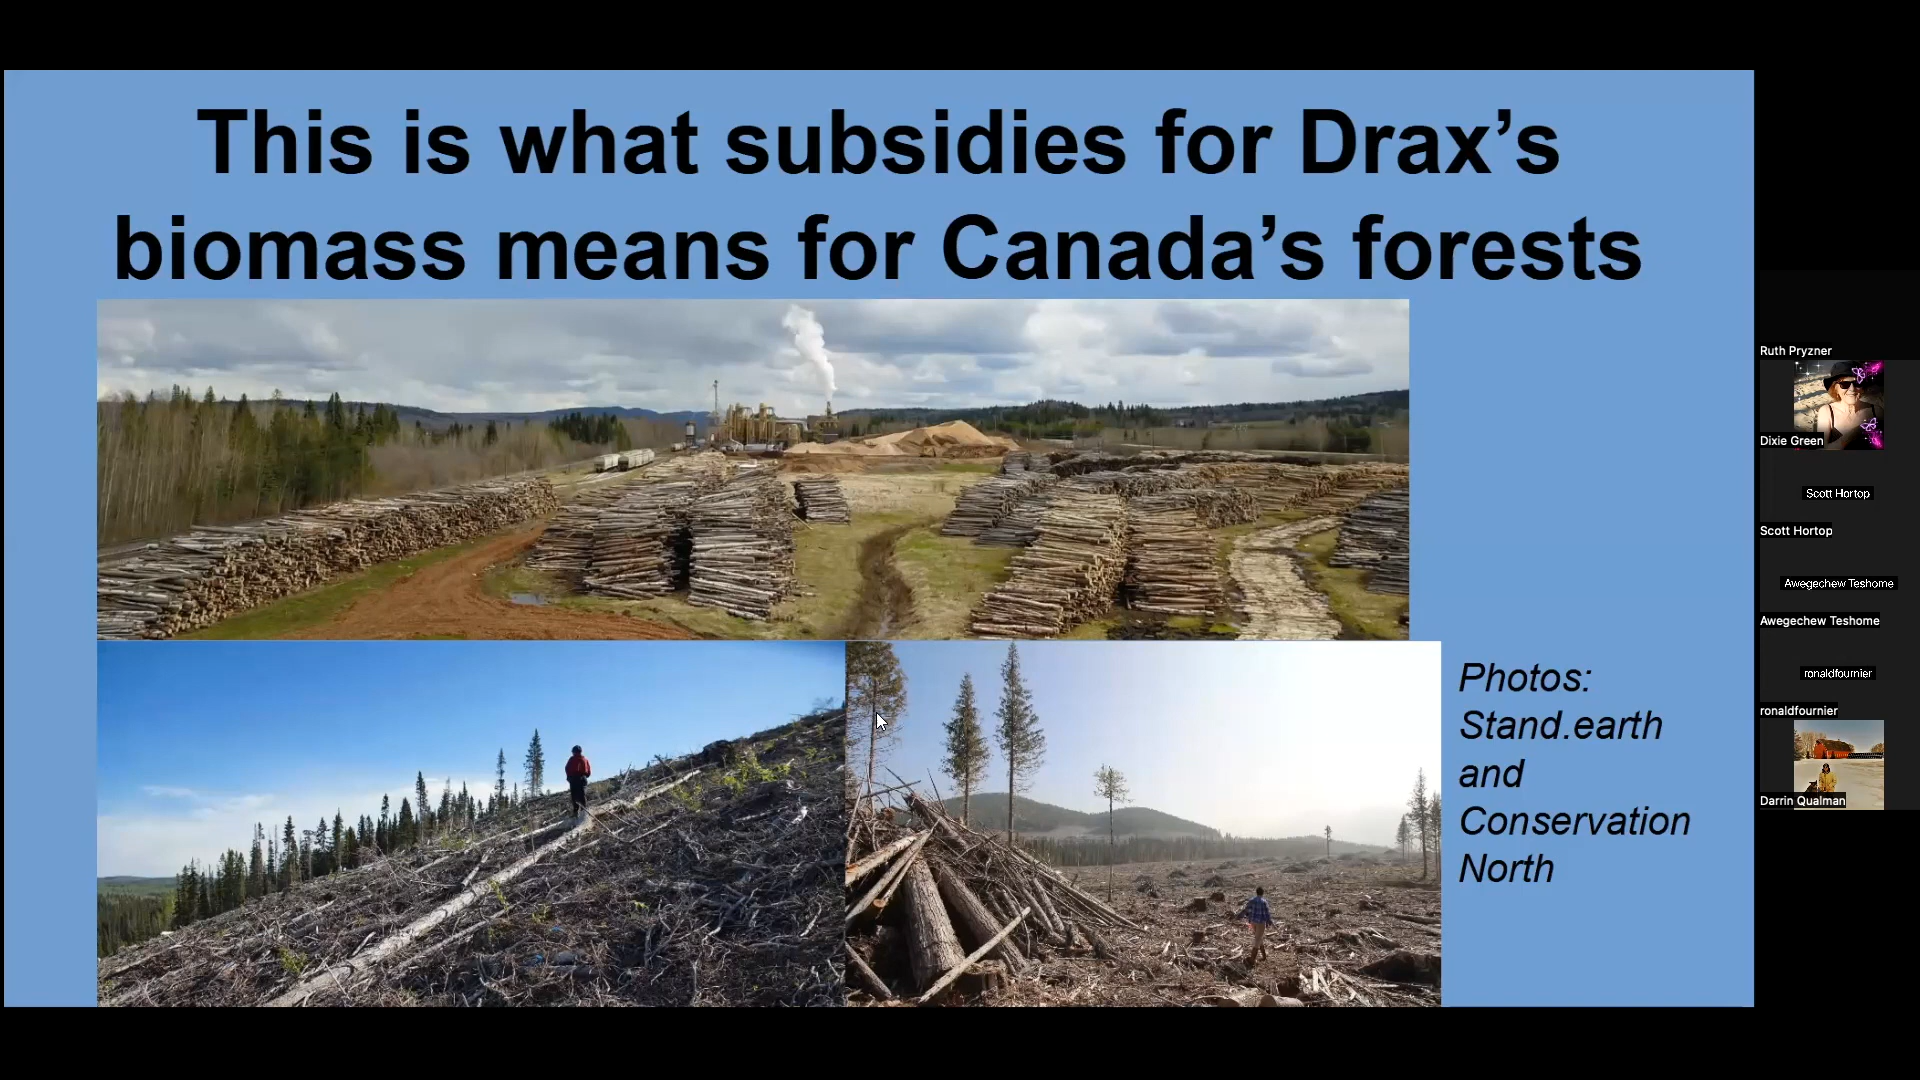 This is what subsidies for Drax’s
biomass means for Canada’s forests
Photos:
Stand.earth
and
Conservation
North
Ruth Pryzner
Dixie Green
Scott Hortop
Scott Hortop
Awegechew Teshome
Awegechew Teshome
ronaldfournier
ronaldfournier
Darrin Qualman